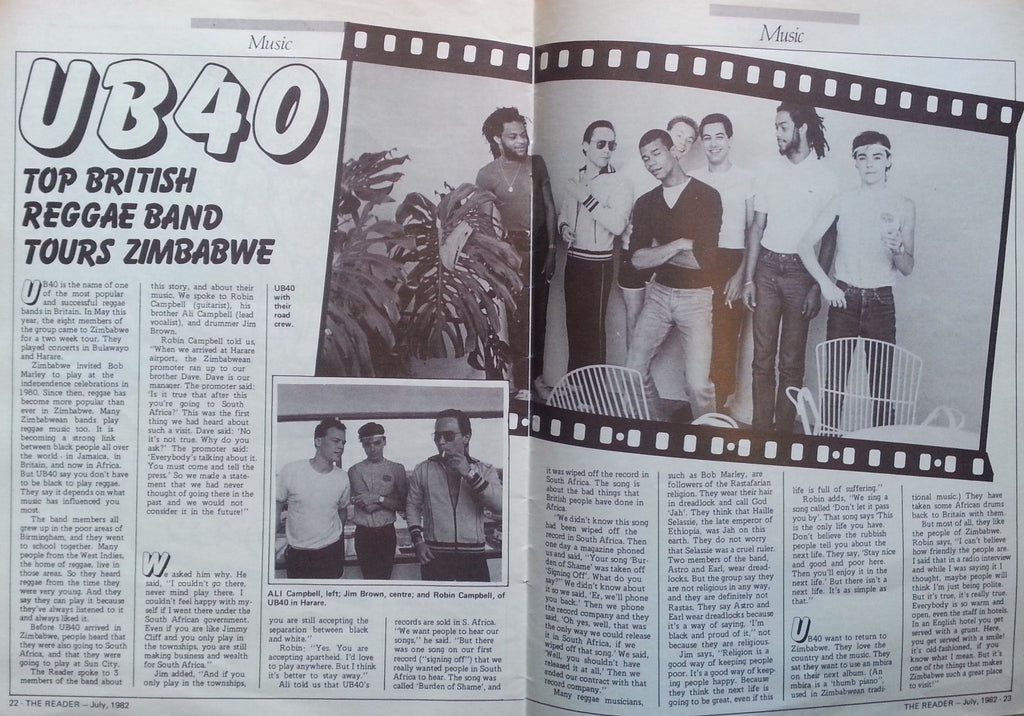 Music
UB40
TOP BRITISH
REGGAE BAND
TOURS ZIMBABWE
UB40 is the name of one
of the most popular
and successful reggae
bands in Britain. In May this
year, the eight members of
the group came to Zimbabwe
for a two week tour. They
played concerts in Bulawayo
and Harare.
Zimbabwe invited Bob
Marley to play at the
independence celebrations in
1980. Since then, reggae has
become more popular than
ever in Zimbabwe. Many
Zimbabwean bands play
reggae music too. It is
becoming a strong link
between black people all over
the world - in Jamaica, in
Britain, and now in Africa.
But UB40 say you don't have
to be black to play reggae.
They say it depends on what
music has influenced you
most.
The band members all
grew up in the poor areas of
Birmingham, and they went
to school together. Many
people from the West Indies,
the home of reggae, live in
those areas. So they heard
reggae from the time they
were very young. And they
say they can play it because
they've always listened to it
and always liked it.
Before UB40 arrived in
Zimbabwe, people heard that
they were also going to South
Africa, and that they were
going to play at Sun City.
The Reader spoke to 3
members of the band about
this story, and about their
music. We spoke to Robin
Campbell (guitarist), his
brother Ali Campbell (lead
vocalist), and drummer Jim
Brown.
Robin Campbell told us,
"When we arrived at Harare
airport, the Zimbabwean
promoter ran up to our
brother Dave. Dave is our
manager. The promoter said:
'Is it true that after this
you're going to South
Africa?' This was the first
thing we had heard about
such a visit. Dave said: 'No
it's not true. Why do you
ask?' The promoter said:
'Everybody's talking about it.
You must come and tell the
press.' So we made a state-
ment that we had never
thought of going there in the
past and we would not
consider it in the future!"
We asked him why. He
said, "I couldn't go there,
never mind play there. I
couldn't feel happy with my-
self if I went there under the
South African government.
Even if you are like Jimmy
Cliff and you only play in
the townships, you are still
making business and wealth
for South Africa."
Jim added, "And if you
only play in the townships,
UB40
with
their
road
crew.
ALI Campbell, left; Jim Brown, centre; and Robin Campbell, of
UB40 in Harare.
you are still accepting the
separation between black
and white."
Robin: "Yes. You are
accepting apartheid. I'd love
to play anywhere. But I think
it's better to stay away."
Ali told us that UB40's
records are sold in S. Africa.
"We want people to hear our
songs," he said. "But there
was one song on our first
record ("signing off") that we
really wanted people in South
Africa to hear. The song was
called 'Burden of Shame', and
22 - THE READER — July, 1982
Music
it was wiped off the record in
South Africa. The song is
about the bad things that
British people have done in
Africa.
"We didn't know this song
had been wiped off the
record in South Africa. Then
one day a magazine phoned
us and said, "Your song 'Bur-
den of Shame' was taken off
'Signing Off'. What do you
say?" We didn't know about
it so we said, 'Er, we'll phone
you back.' Then we phone
the record company and they
said, 'Oh yes, well, that was
the only way we could release
it in South Africa, if we
wiped off that song.' We said,
'Well, you shouldn't have
released it at all.' Then we
ended our contract with that
record company."
Many reggae musicians,
such as Bob Marley, are
followers of the Rastafarian
religion. They wear their hair
in dreadlock and call God
'Jah'. They think that Haille
Selassie, the late emperor of
Ethiopia, was Jah on this
earth. They do not worry
that Selassie was a cruel ruler.
Two members of the band,
Astro and Earl, wear dread-
locks. But the group say they
are not religious in any way,
and they are definitely not
Rastas. They say Astro and
Earl wear dreadlocks because
it's a way of saying, 'I'm
black and proud of it,' not
because they are religious.
Jim says, "Religion is a
good way of keeping people
poor. It's a good way of keep-
ing people happy. Because
they think the next life is
going to be great, even if this
life is full of suffering."
Robin adds, "We sing a
song called 'Don't let it pass
you by'. That song says 'This
is the only life you have.
Don't believe the rubbish
people tell you about the
next life. They say, 'Stay nice
and good and poor here.
Then you'll enjoy it in the
next life.' But there isn't a
next life. It's as simple as
that."
UB40 want to return to
Zimbabwe. They love the
country and the music. They
say they want to use an mbira
on their next album. (An
mbira is a "thumb piano",
used in Zimbabwean tradi-
tional music.) They have
taken some African drums
back to Britain with them.
But most of all, they like
the people of Zimbabwe.
Robin says, "I can't believe
how friendly the people are.
I said that in a radio interview
and while I was saying it I
thought, maybe people will
think I'm just being polite.
But it's true, it's really true.
Everybody is so warm and
open, even the staff in hotels.
In an English hotel you get
served with a grunt. Here,
you get served with a smile!
It's old-fashioned, if you
know what I mean. But it's
one of the things that makes
Zimbabwe such a great place
to visit!"
THE READER — July, 1982 - 23